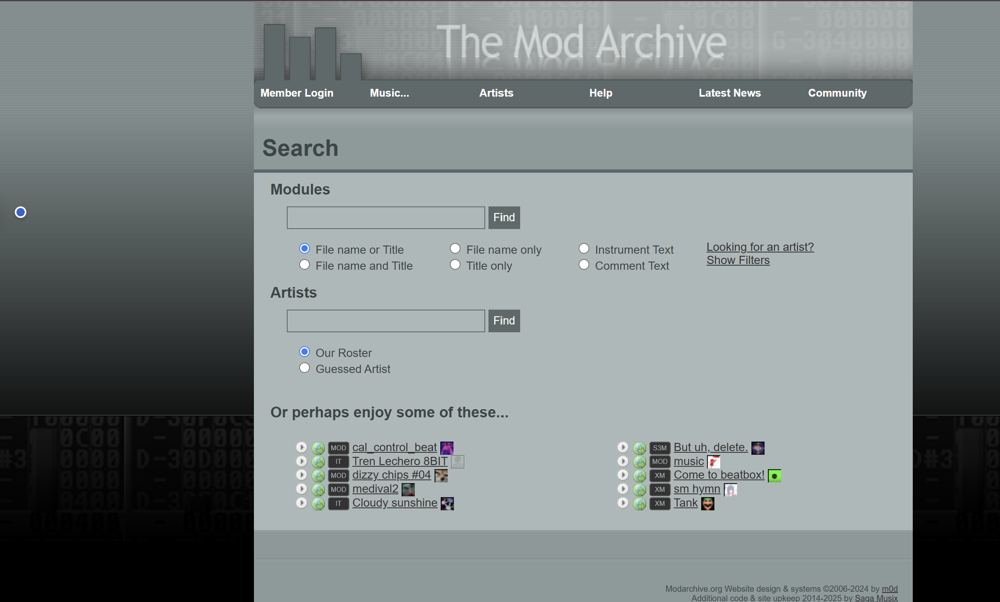 The Mod Archive
Member Login Music... Artists Help Latest News Community
Search
Modules
Find
File name or Title File name only Instrument Text Looking for an artist?
File name and Title Title only Comment Text Show Filters
Artists
Find
Our Roster
Guessed Artist
Or perhaps enjoy some of these...
MOD cal_control_beat S3M But uh, delete.
IT Tren Lechero 8BIT MOD music
MOD dizzy chips #04 XM Come to beatbox!
MOD medival2 XM sm hymn
IT Cloudy sunshine XM Tank
Modarchive.org Website design & systems ©2006-2024 by m0d
Additional code & site upkeep 2014-2025 by Saga Musix